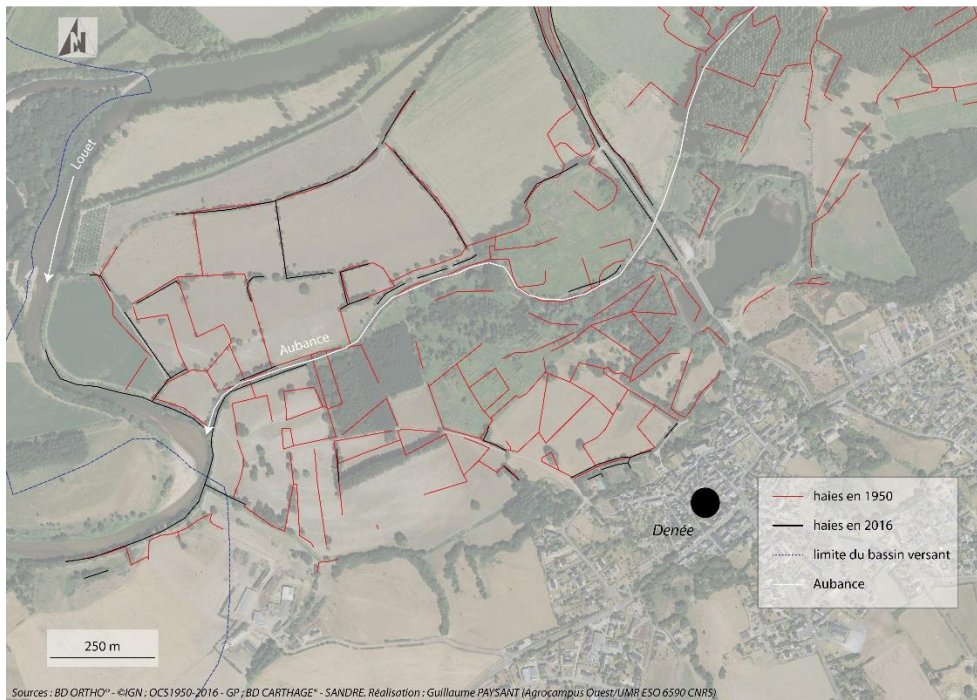 N
Louet
Aubance
Denée
haies en 1950
haies en 2016
limite du bassin versant
Aubance
250 m
Sources : BD ORTHO° - ©IGN ; OCS1950-2016 - GP ; BD CARTHAGE° - SANDRE. Réalisation : Guillaume PAYSANT (Agrocampus Ouest/UMR ESO 6590 CNRS)